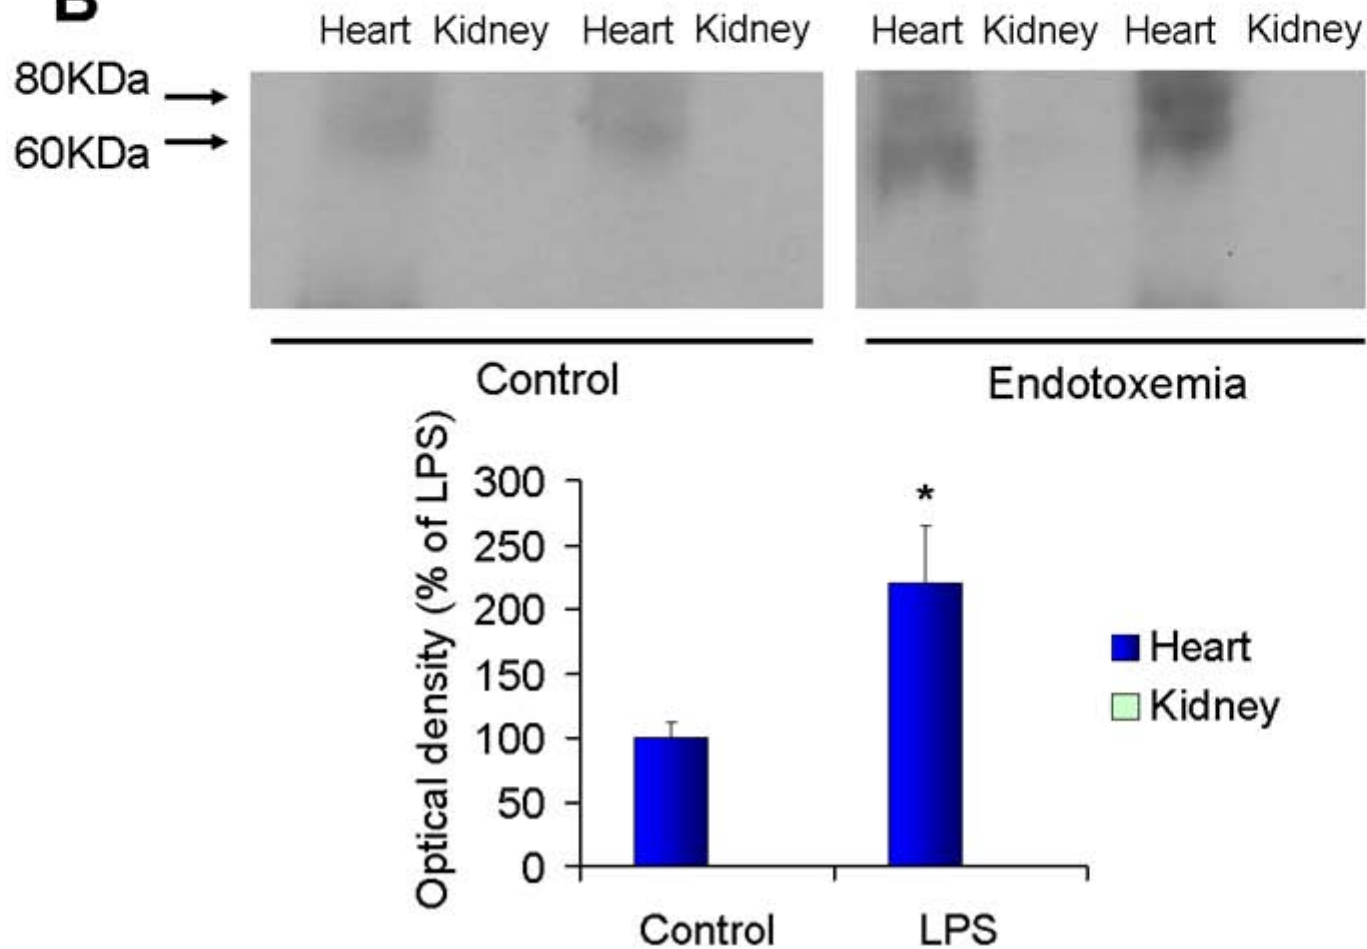 B
Heart Kidney Heart Kidney Heart Kidney Heart Kidney
80KDa
60KDa
Control
Endotoxemia
Optical density (% of LPS)
300
250
200
150
100
50
0
*
Heart
Kidney
Control
LPS